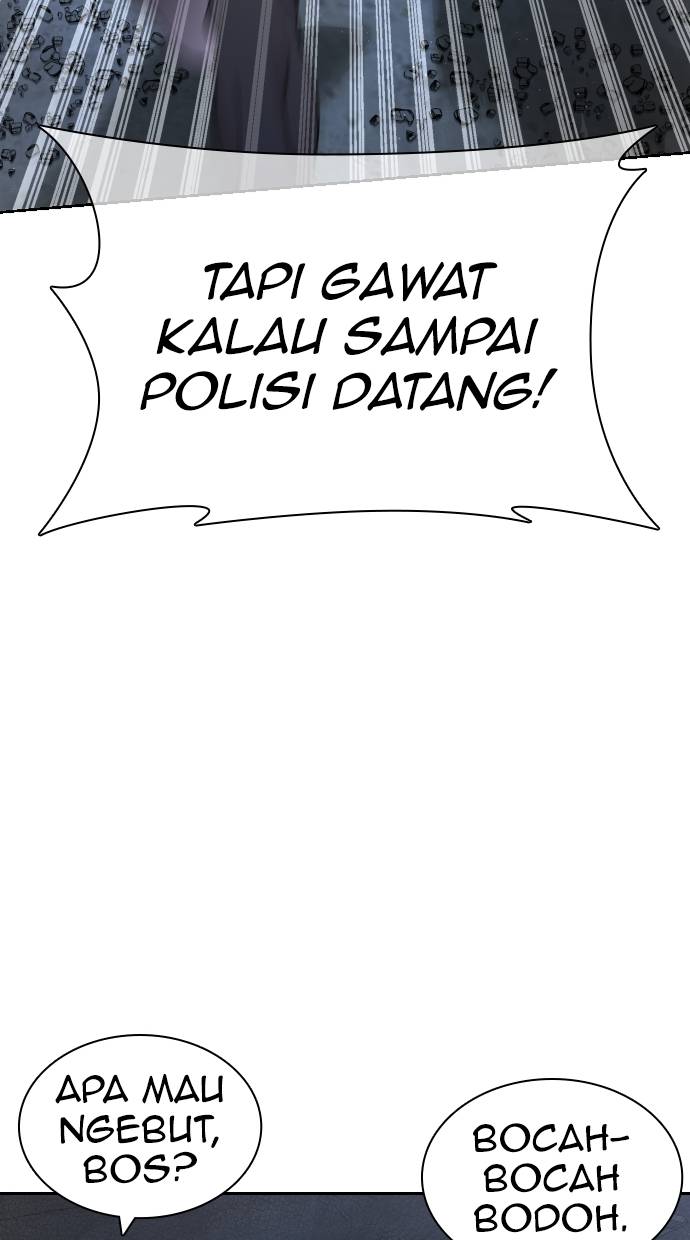 TAPI GAWAT
KALAU SAMPAI
POLISI DATANG!
APA MAU
NGEBUT,
BOS?
BOCAH-
BOCAH
BODOH.